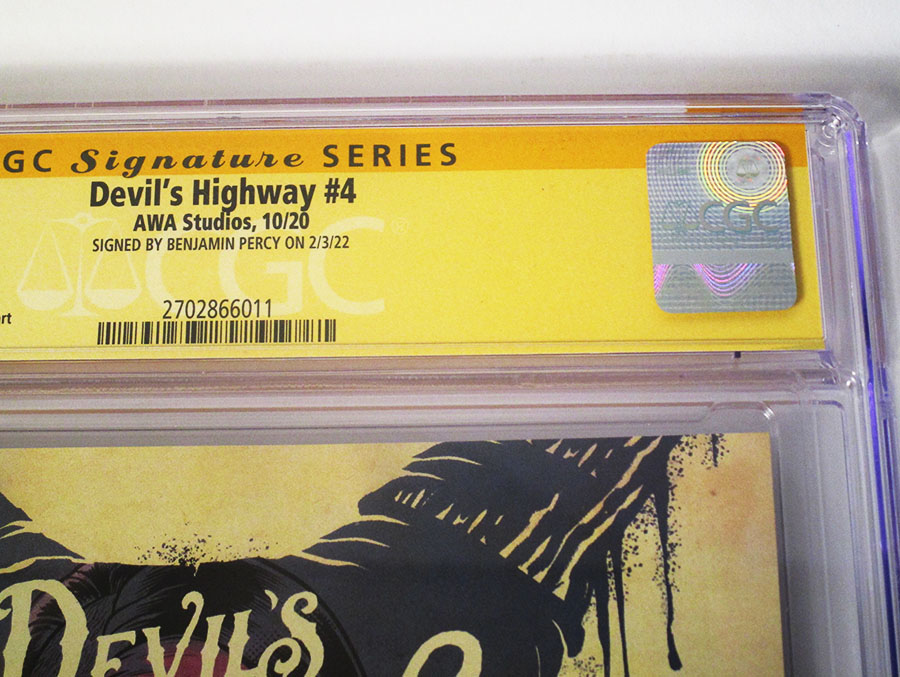 GC Signature SERIES
Devil's Highway #4
AWA Studios, 10/20
SIGNED BY BENJAMIN PERCY ON 2/3/22
CGC®
CGC
2702866011
rt
DEVIL'S